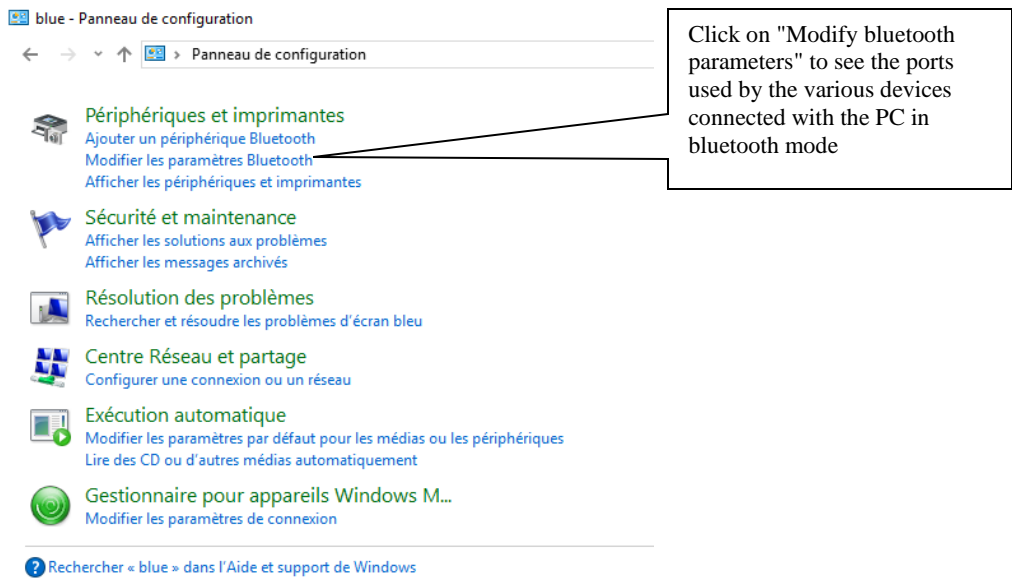 blue - Panneau de configuration
Panneau de configuration
Click on "Modify bluetooth
parameters" to see the ports
used by the various devices
connected with the PC in
bluetooth mode
Périphériques et imprimantes
Ajouter un périphérique Bluetooth
Modifier les paramètres Bluetooth
Afficher les périphériques et imprimantes
Sécurité et maintenance
Afficher les solutions aux problèmes
Afficher les messages archivés
Résolution des problèmes
Rechercher et résoudre les problèmes d'écran bleu
Centre Réseau et partage
Configurer une connexion ou un réseau
Exécution automatique
Modifier les paramètres par défaut pour les médias ou les périphériques
Lire des CD ou d'autres médias automatiquement
Gestionnaire pour appareils Windows M...
Modifier les paramètres de connexion
Rechercher « blue » dans l'Aide et support de Windows